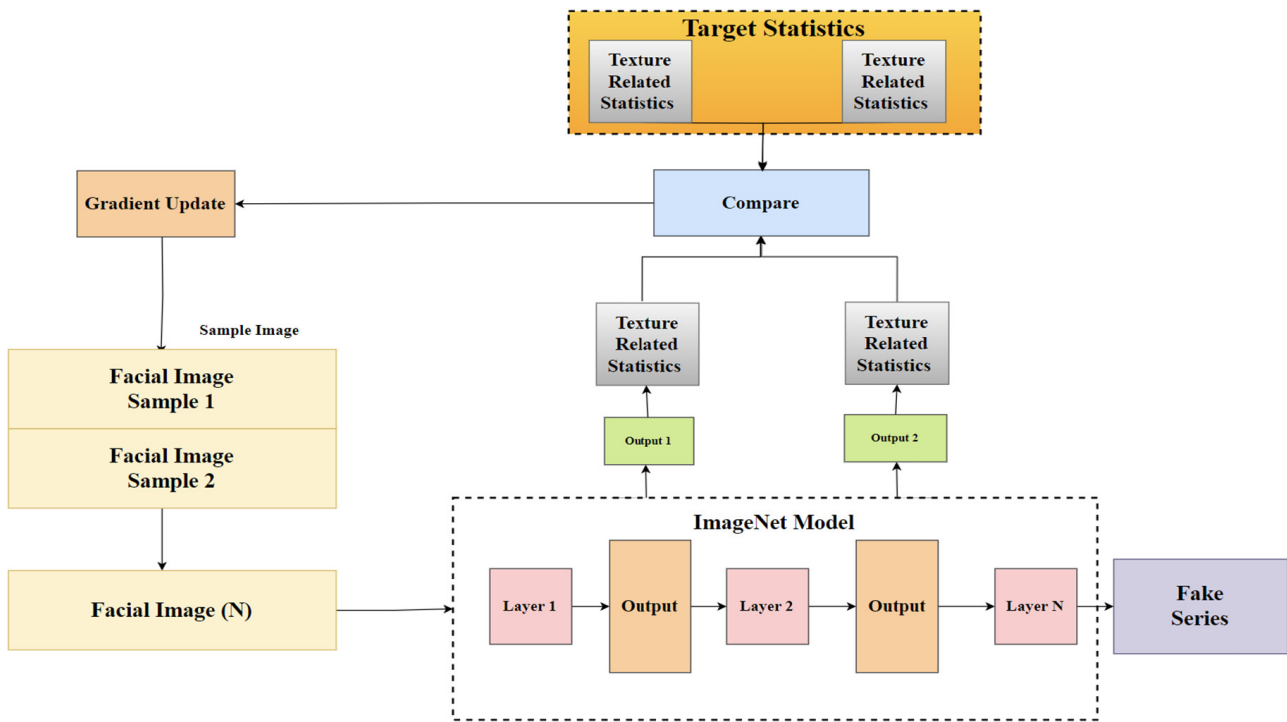 Target Statistics
Texture
Related
Statistics
Texture
Related
Statistics
Gradient Update
Compare
Sample Image
Texture
Related
Statistics
Texture
Related
Statistics
Facial Image
Sample 1
Facial Image
Sample 2
Output 1
Output 2
ImageNet Model
Facial Image (N)
Layer 1
Output
Layer 2
Output
Layer N
Fake
Series